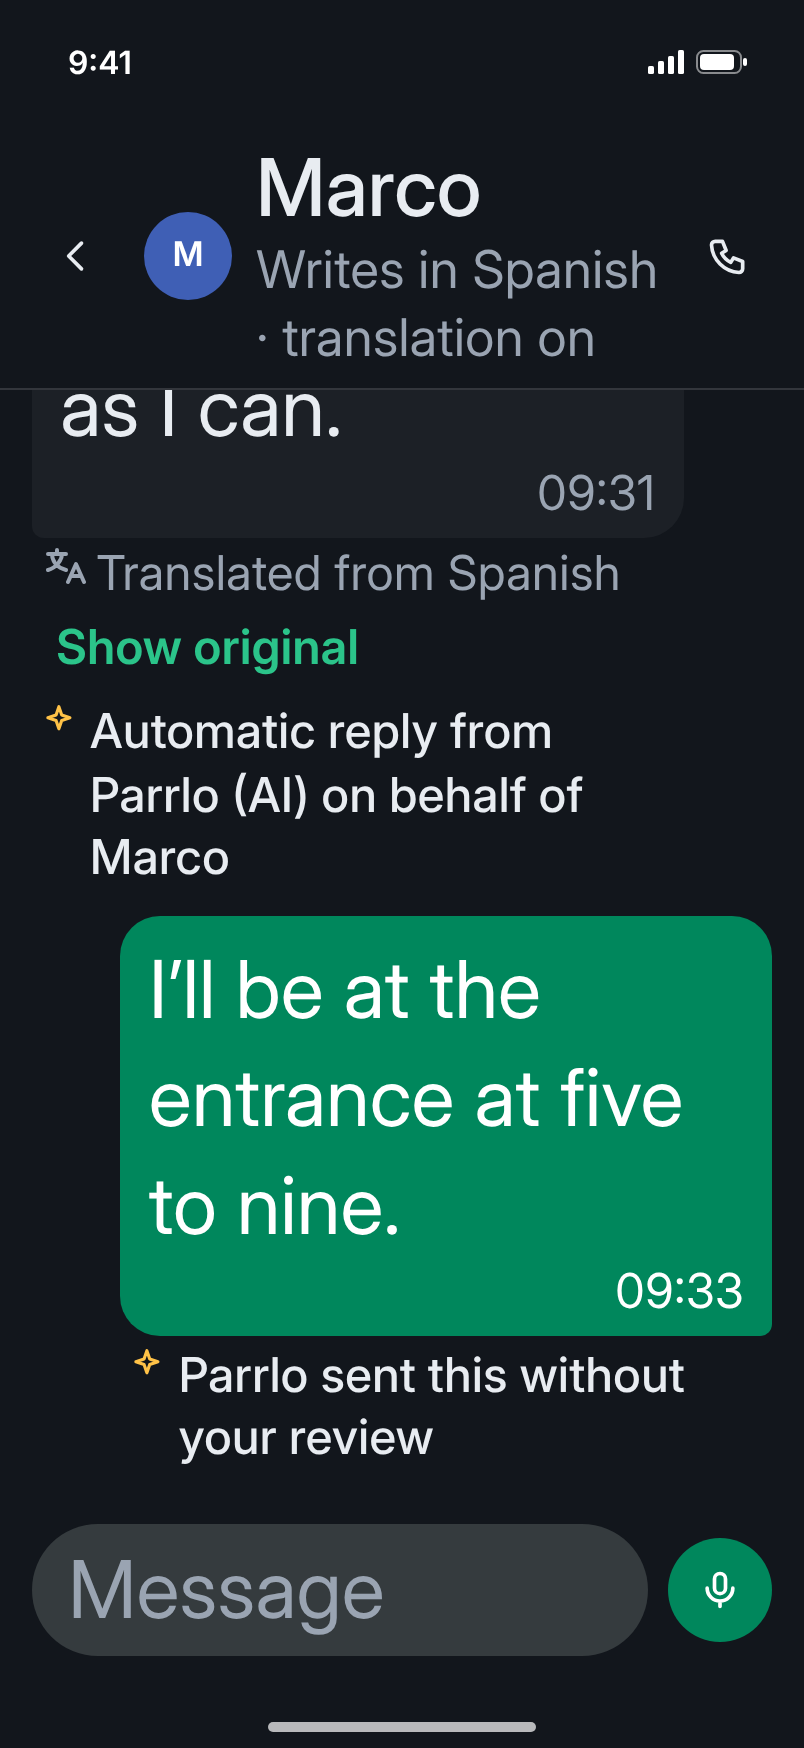 9:41
Marco
M
Writes in Spanish
· translation on
as I can.
09:31
Translated from Spanish
Show original
Automatic reply from
Parrlo (AI) on behalf of
Marco
I’ll be at the
entrance at five
to nine.
09:33
Parrlo sent this without
your review
Message